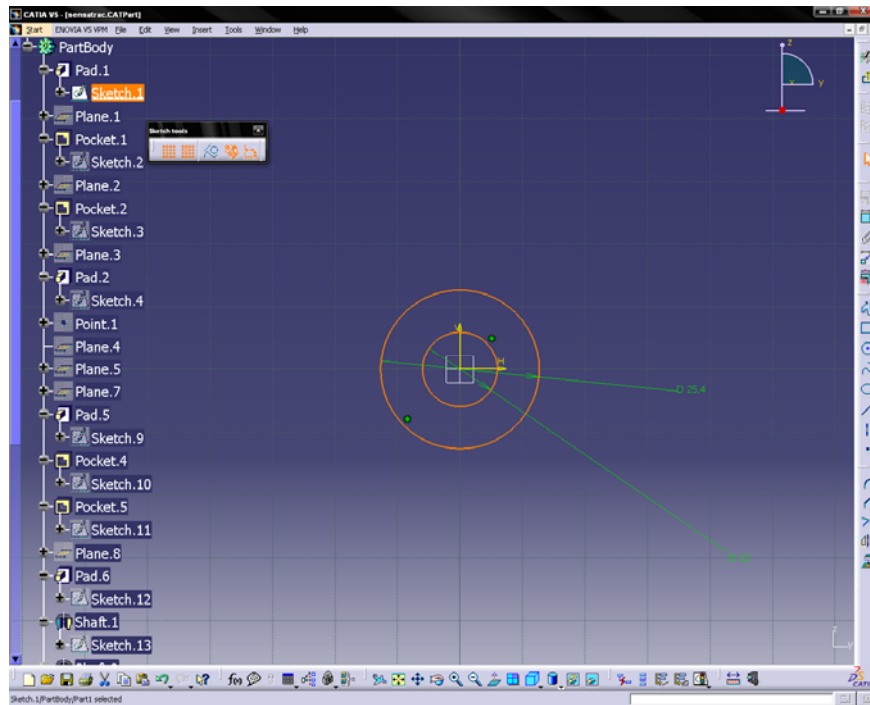 CATIA V5 - [sensatrac.CATPart]
Start ENOVIA V5 VPM File Edit View Insert Tools Window Help
PartBody
Pad.1
Sketch.1
Plane.1
Sketch tools
Pocket.1
Sketch.2
Plane.2
Pocket.2
Sketch.3
Plane.3
Pad.2
Sketch.4
Point.1
Plane.4
Plane.5
Plane.7
Pad.5
Sketch.9
Pocket.4
Sketch.10
Pocket.5
Sketch.11
Plane.8
Pad.6
Sketch.12
Shaft.1
Sketch.13
z
x
y
V
H
D 25.4
z
y
f(x)
CATIA
Sketch.1/PartBody/Part1 selected